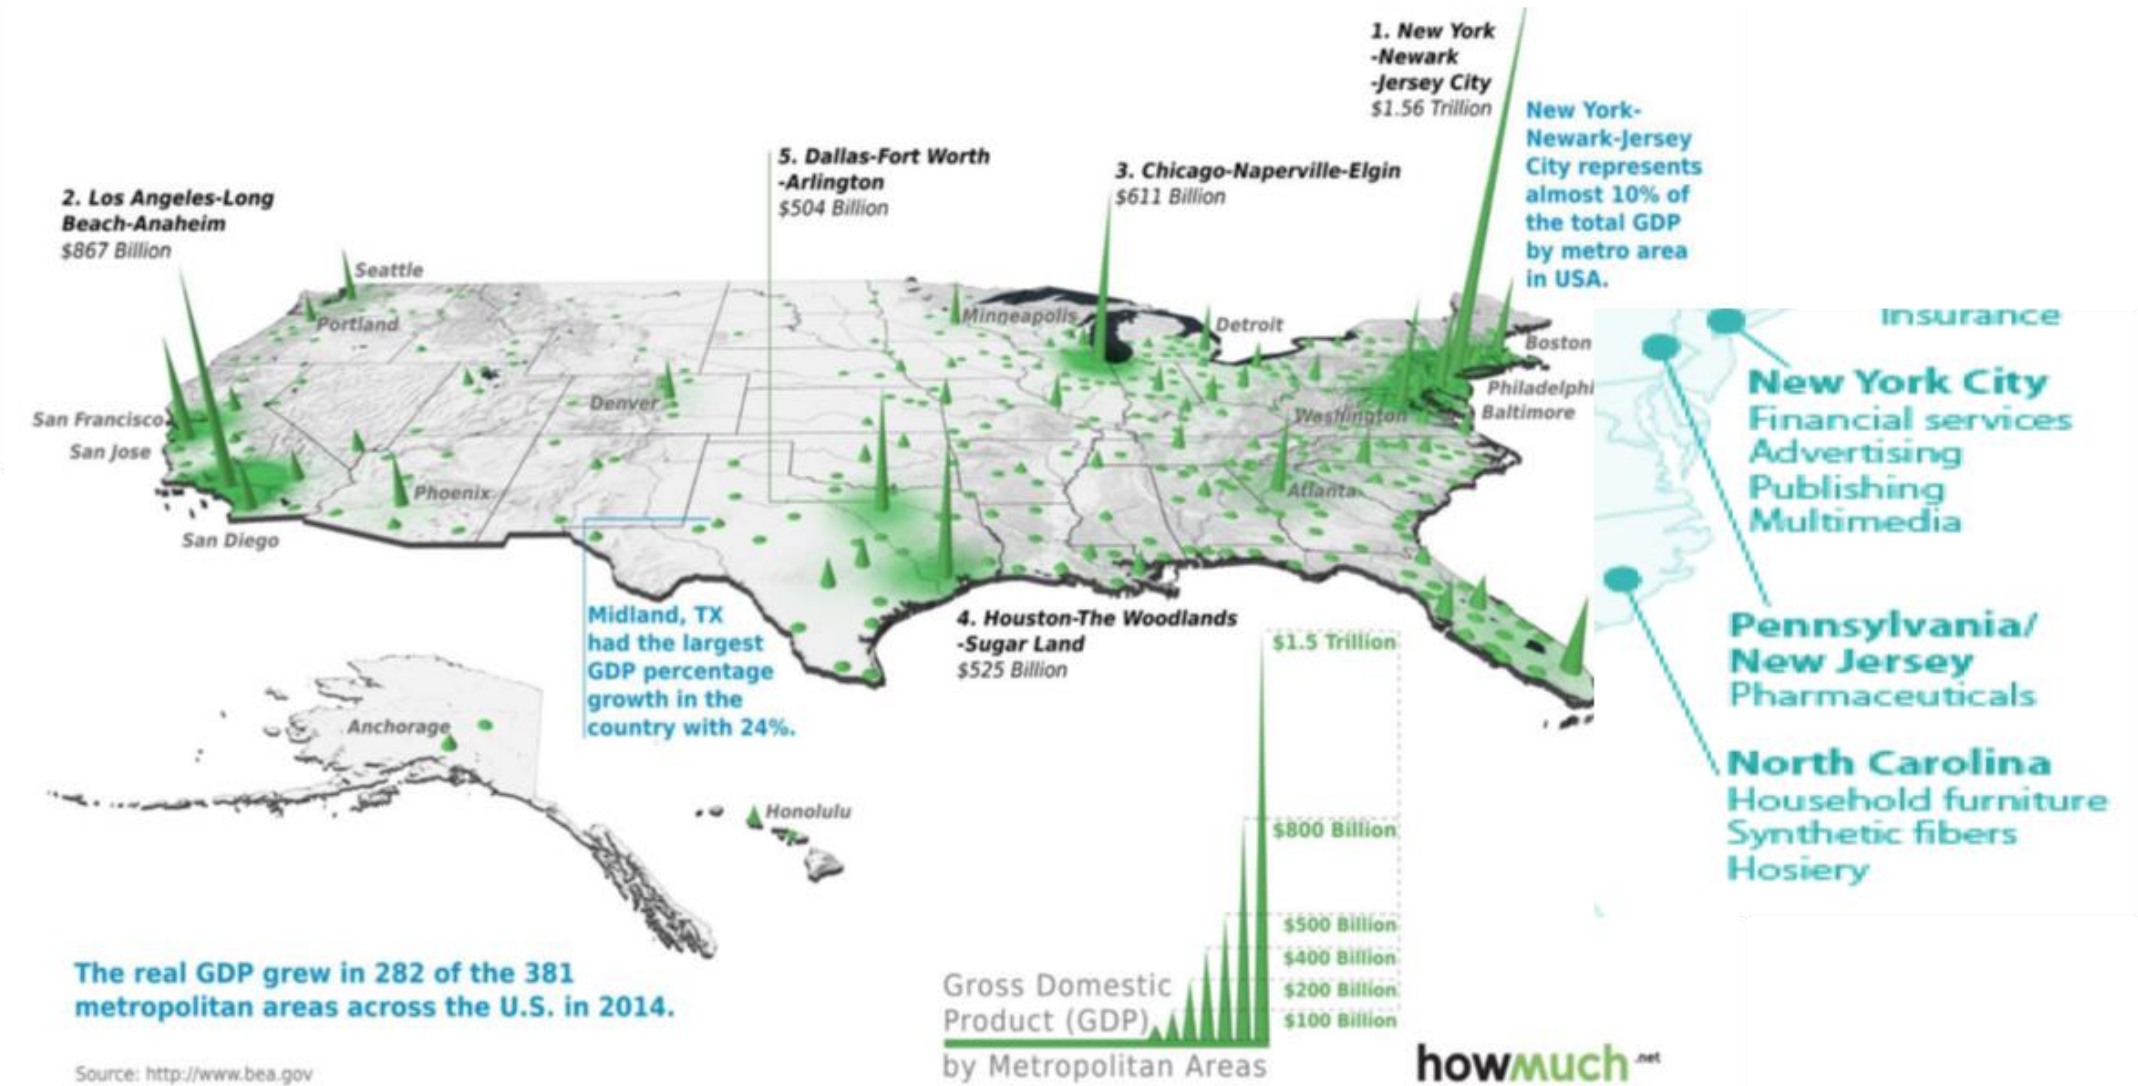 1. New York
-Newark
-Jersey City
$1.56 Trillion
New York-
Newark-Jersey
City represents
almost 10% of
the total GDP
by metro area
in USA.
5. Dallas-Fort Worth
-Arlington
$504 Billion
3. Chicago-Naperville-Elgin
$611 Billion
2. Los Angeles-Long
Beach-Anaheim
$867 Billion
Seattle
Portland
Minneapolis
Detroit
Boston
Philadelphi
Baltimore
Washington
Denver
San Francisco
San Jose
Phoenix
Atlanta
San Diego
Midland, TX
had the largest
GDP percentage
growth in the
country with 24%.
4. Houston-The Woodlands
-Sugar Land
$525 Billion
Anchorage
Honolulu
Insurance
New York City
Financial services
Advertising
Publishing
Multimedia
Pennsylvania/
New Jersey
Pharmaceuticals
North Carolina
Household furniture
Synthetic fibers
Hosiery
$1.5 Trillion
$800 Billion
$500 Billion
$400 Billion
$200 Billion
$100 Billion
Gross Domestic
Product (GDP)
by Metropolitan Areas
The real GDP grew in 282 of the 381
metropolitan areas across the U.S. in 2014.
Source: http://www.bea.gov
howmuch.net